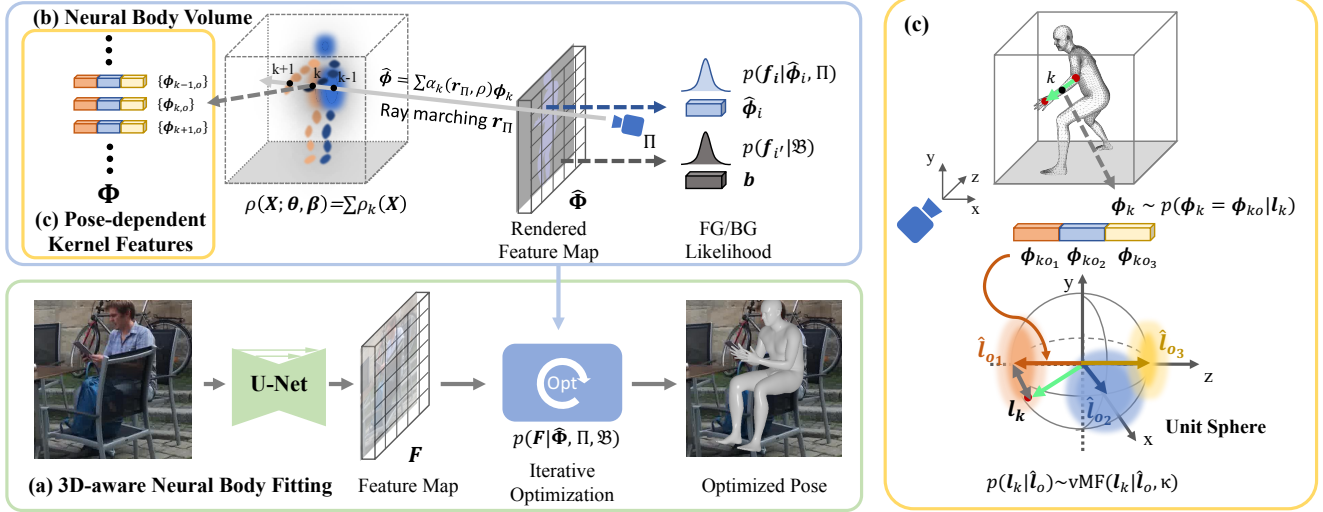 (b) Neural Body Volume
{ϕ_{k−1,o}}
{ϕ_{k,o}}
{ϕ_{k+1,o}}
Φ
(c) Pose-dependent
Kernel Features
k+1
k
k-1
ρ(X; θ, β)=∑ρ_k(X)
ϕ̂ = ∑α_k(r_Π, ρ)ϕ_k
Ray marching r_Π
Π
Φ̂
Rendered
Feature Map
p(f_i|ϕ̂_i, Π)
ϕ̂_i
p(f_{i'}|𝔅)
b
FG/BG
Likelihood
U-Net
F
Feature Map
Opt
p(F|Φ̂, Π, 𝔅)
Iterative
Optimization
Optimized Pose
(a) 3D-aware Neural Body Fitting
(c)
k
y
z
x
ϕ_k ~ p(ϕ_k = ϕ_{ko}|l_k)
ϕ_{ko_1} ϕ_{ko_2} ϕ_{ko_3}
y
l̂_{o_1}
l̂_{o_3}
z
l_k
l̂_{o_2}
x
Unit Sphere
p(l_k|l̂_o)~vMF(l_k|l̂_o, κ)